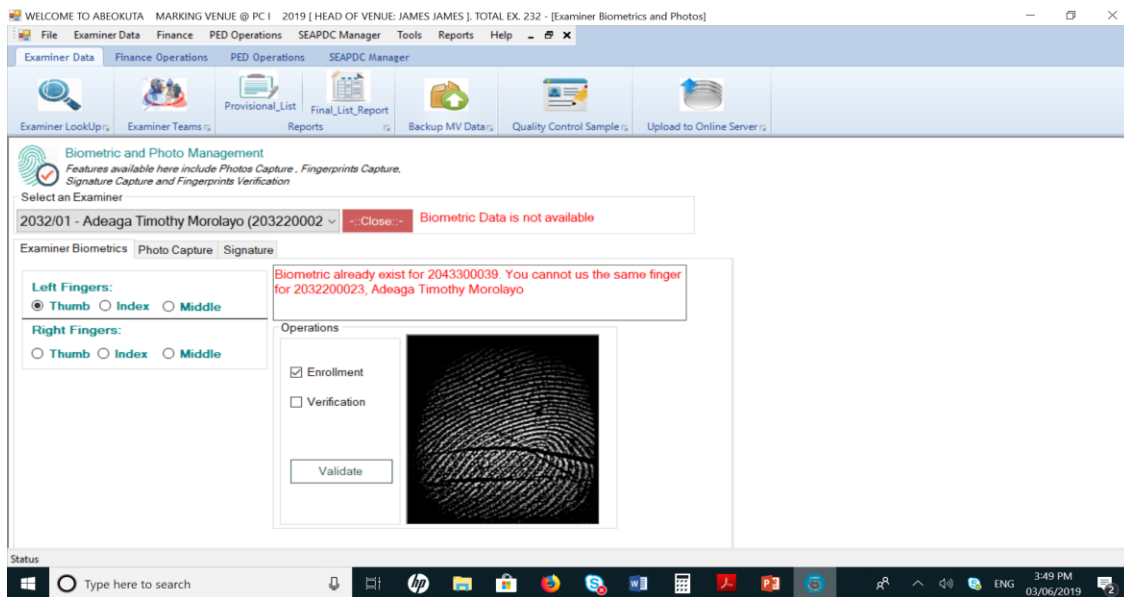 WELCOME TO ABEOKUTA MARKING VENUE @ PC I 2019 [ HEAD OF VENUE: JAMES JAMES ]. TOTAL EX. 232 - [Examiner Biometrics and Photos]
File Examiner Data Finance PED Operations SEAPDC Manager Tools Reports Help
Examiner Data Finance Operations PED Operations SEAPDC Manager
Provisional_List Final_List_Report
Examiner LookUp Examiner Teams Reports Backup MV Data Quality Control Sample Upload to Online Server
Biometric and Photo Management
Features available here include Photos Capture , Fingerprints Capture,
Signature Capture and Fingerprints Verification
Select an Examiner
2032/01 - Adeaga Timothy Morolayo (203220002 -::Close::- Biometric Data is not available
Examiner Biometrics Photo Capture Signature
Biometric already exist for 2043300039. You cannot us the same finger
for 2032200023, Adeaga Timothy Morolayo
Left Fingers:
Thumb Index Middle
Right Fingers:
Thumb Index Middle
Operations
Enrollment
Verification
Validate
Status
Type here to search
ENG
3:49 PM
03/06/2019
2